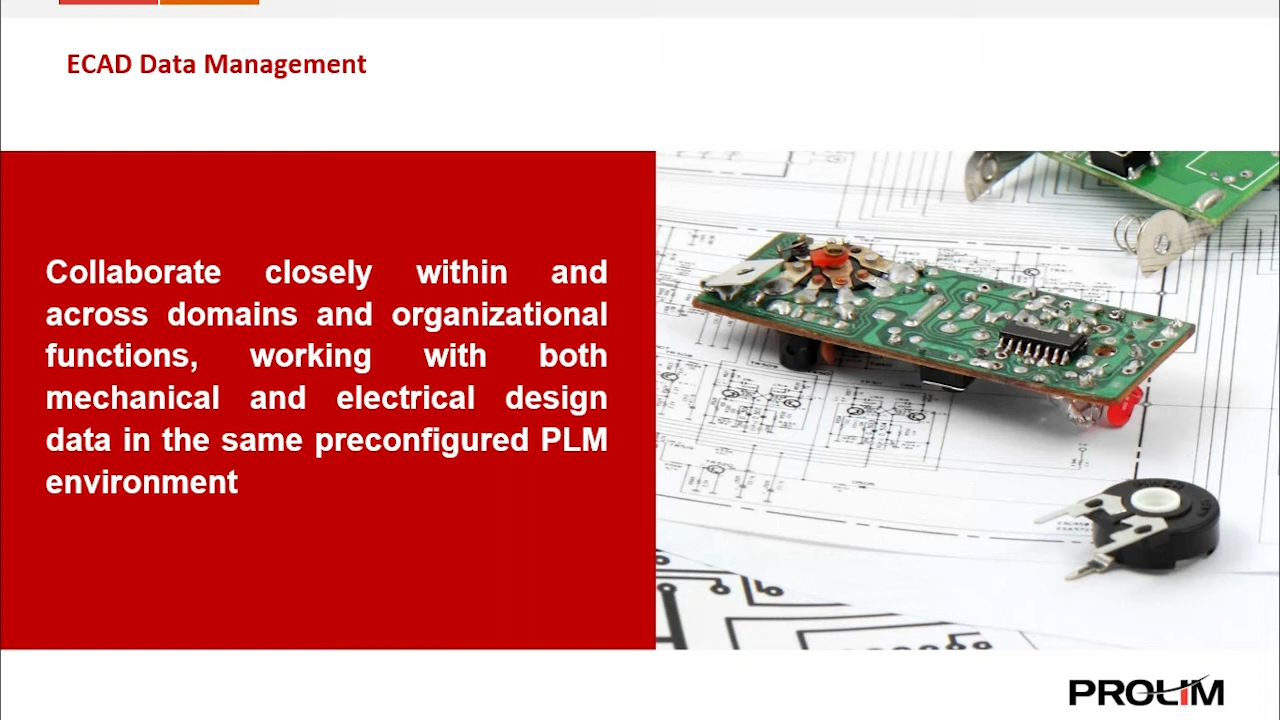 ECAD Data Management
Collaborate closely within and
across domains and organizational
functions, working with both
mechanical and electrical design
data in the same preconfigured PLM
environment
PROLIM